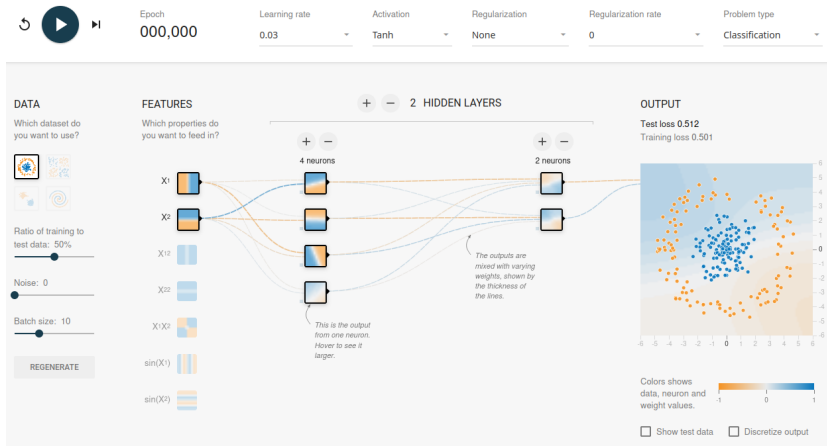 Epoch
000,000
Learning rate
0.03
Activation
Tanh
Regularization
None
Regularization rate
0
Problem type
Classification
DATA
Which dataset do
you want to use?
Ratio of training to
test data: 50%
Noise: 0
Batch size: 10
REGENERATE
FEATURES
Which properties do
you want to feed in?
X1
X2
X12
X22
X1X2
sin(X1)
sin(X2)
+ − 2 HIDDEN LAYERS
+ −
4 neurons
+ −
2 neurons
This is the output
from one neuron.
Hover to see it
larger.
The outputs are
mixed with varying
weights, shown by
the thickness of
the lines.
OUTPUT
Test loss 0.512
Training loss 0.501
6
5
4
3
2
1
0
-1
-2
-3
-4
-5
-6
-6 -5 -4 -3 -2 -1 0 1 2 3 4 5 6
Colors shows
data, neuron and
weight values.
-1 0 1
Show test data
Discretize output